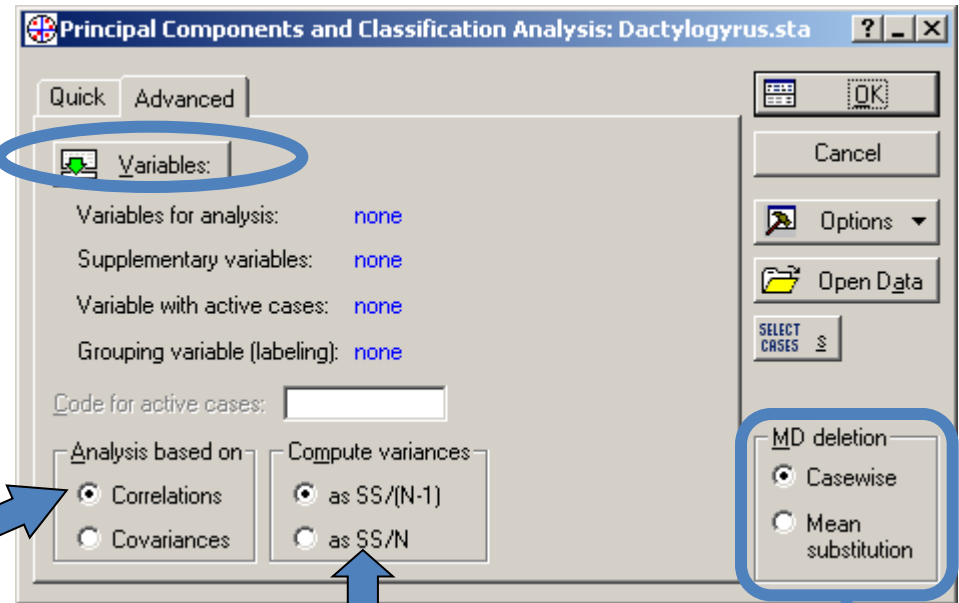 Principal Components and Classification Analysis: Dactylogyrus.sta
Quick
Advanced
Variables:
Variables for analysis: none
Supplementary variables: none
Variable with active cases: none
Grouping variable (labeling): none
Code for active cases:
Analysis based on
Correlations
Covariances
Compute variances
as SS/(N-1)
as SS/N
OK
Cancel
Options
Open Data
SELECT CASES S
MD deletion
Casewise
Mean
substitution